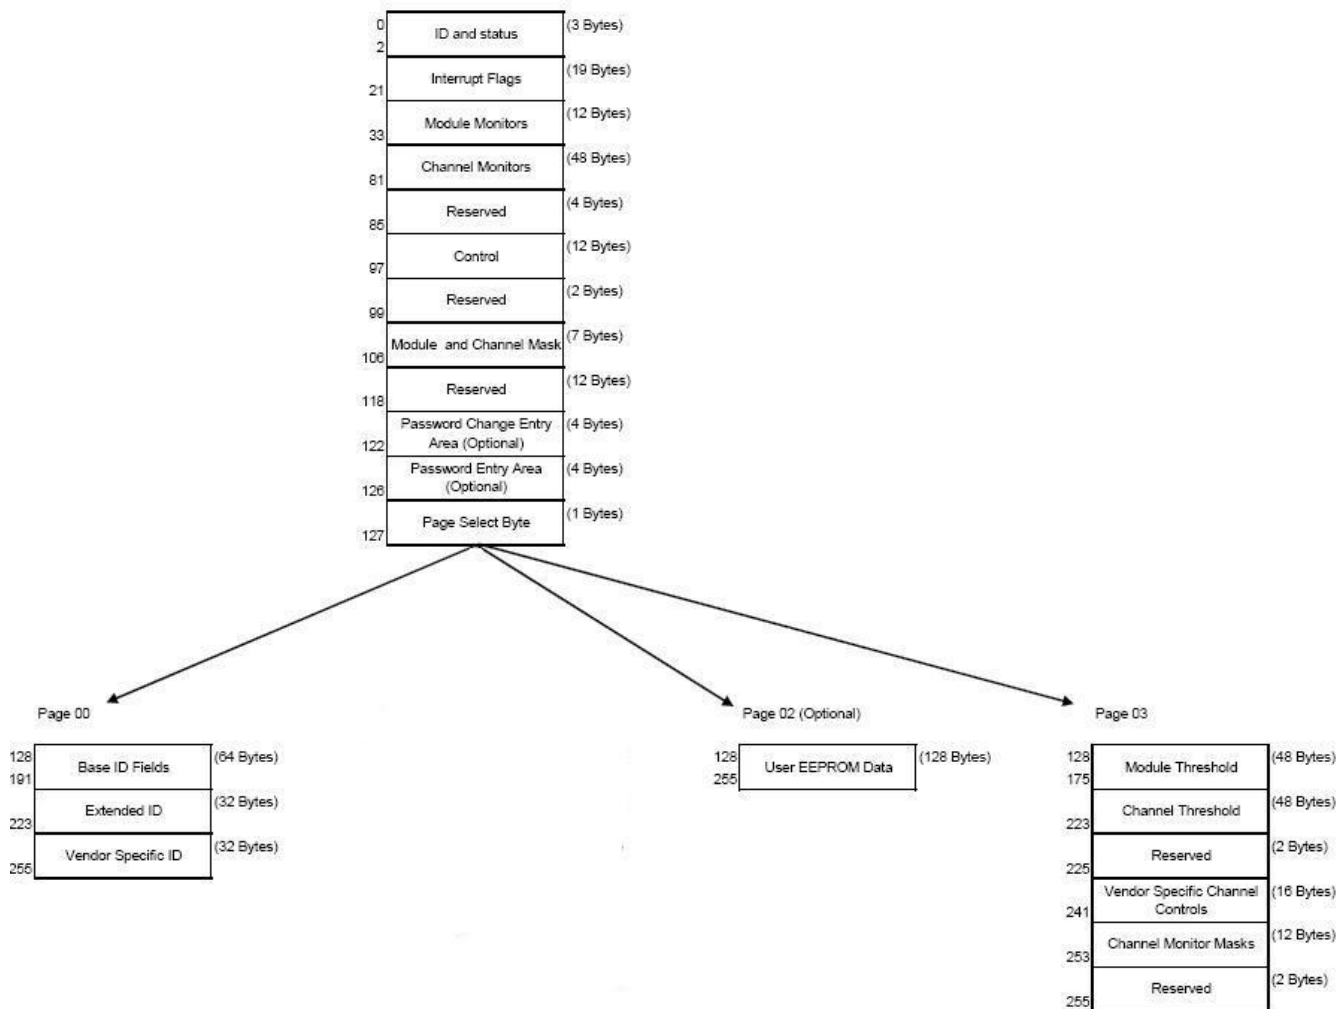 0
ID and status
(3 Bytes)
2
Interrupt Flags
(19 Bytes)
21
Module Monitors
(12 Bytes)
33
Channel Monitors
(48 Bytes)
81
Reserved
(4 Bytes)
85
Control
(12 Bytes)
97
Reserved
(2 Bytes)
99
Module and Channel Mask
(7 Bytes)
106
Reserved
(12 Bytes)
118
Password Change Entry
Area (Optional)
(4 Bytes)
122
Password Entry Area
(Optional)
(4 Bytes)
126
Page Select Byte
(1 Bytes)
127
Page 00
128
Base ID Fields
(64 Bytes)
191
Extended ID
(32 Bytes)
223
Vendor Specific ID
(32 Bytes)
255
Page 02 (Optional)
128
User EEPROM Data
(128 Bytes)
255
Page 03
128
Module Threshold
(48 Bytes)
175
Channel Threshold
(48 Bytes)
223
Reserved
(2 Bytes)
225
Vendor Specific Channel
Controls
(16 Bytes)
241
Channel Monitor Masks
(12 Bytes)
253
Reserved
(2 Bytes)
255